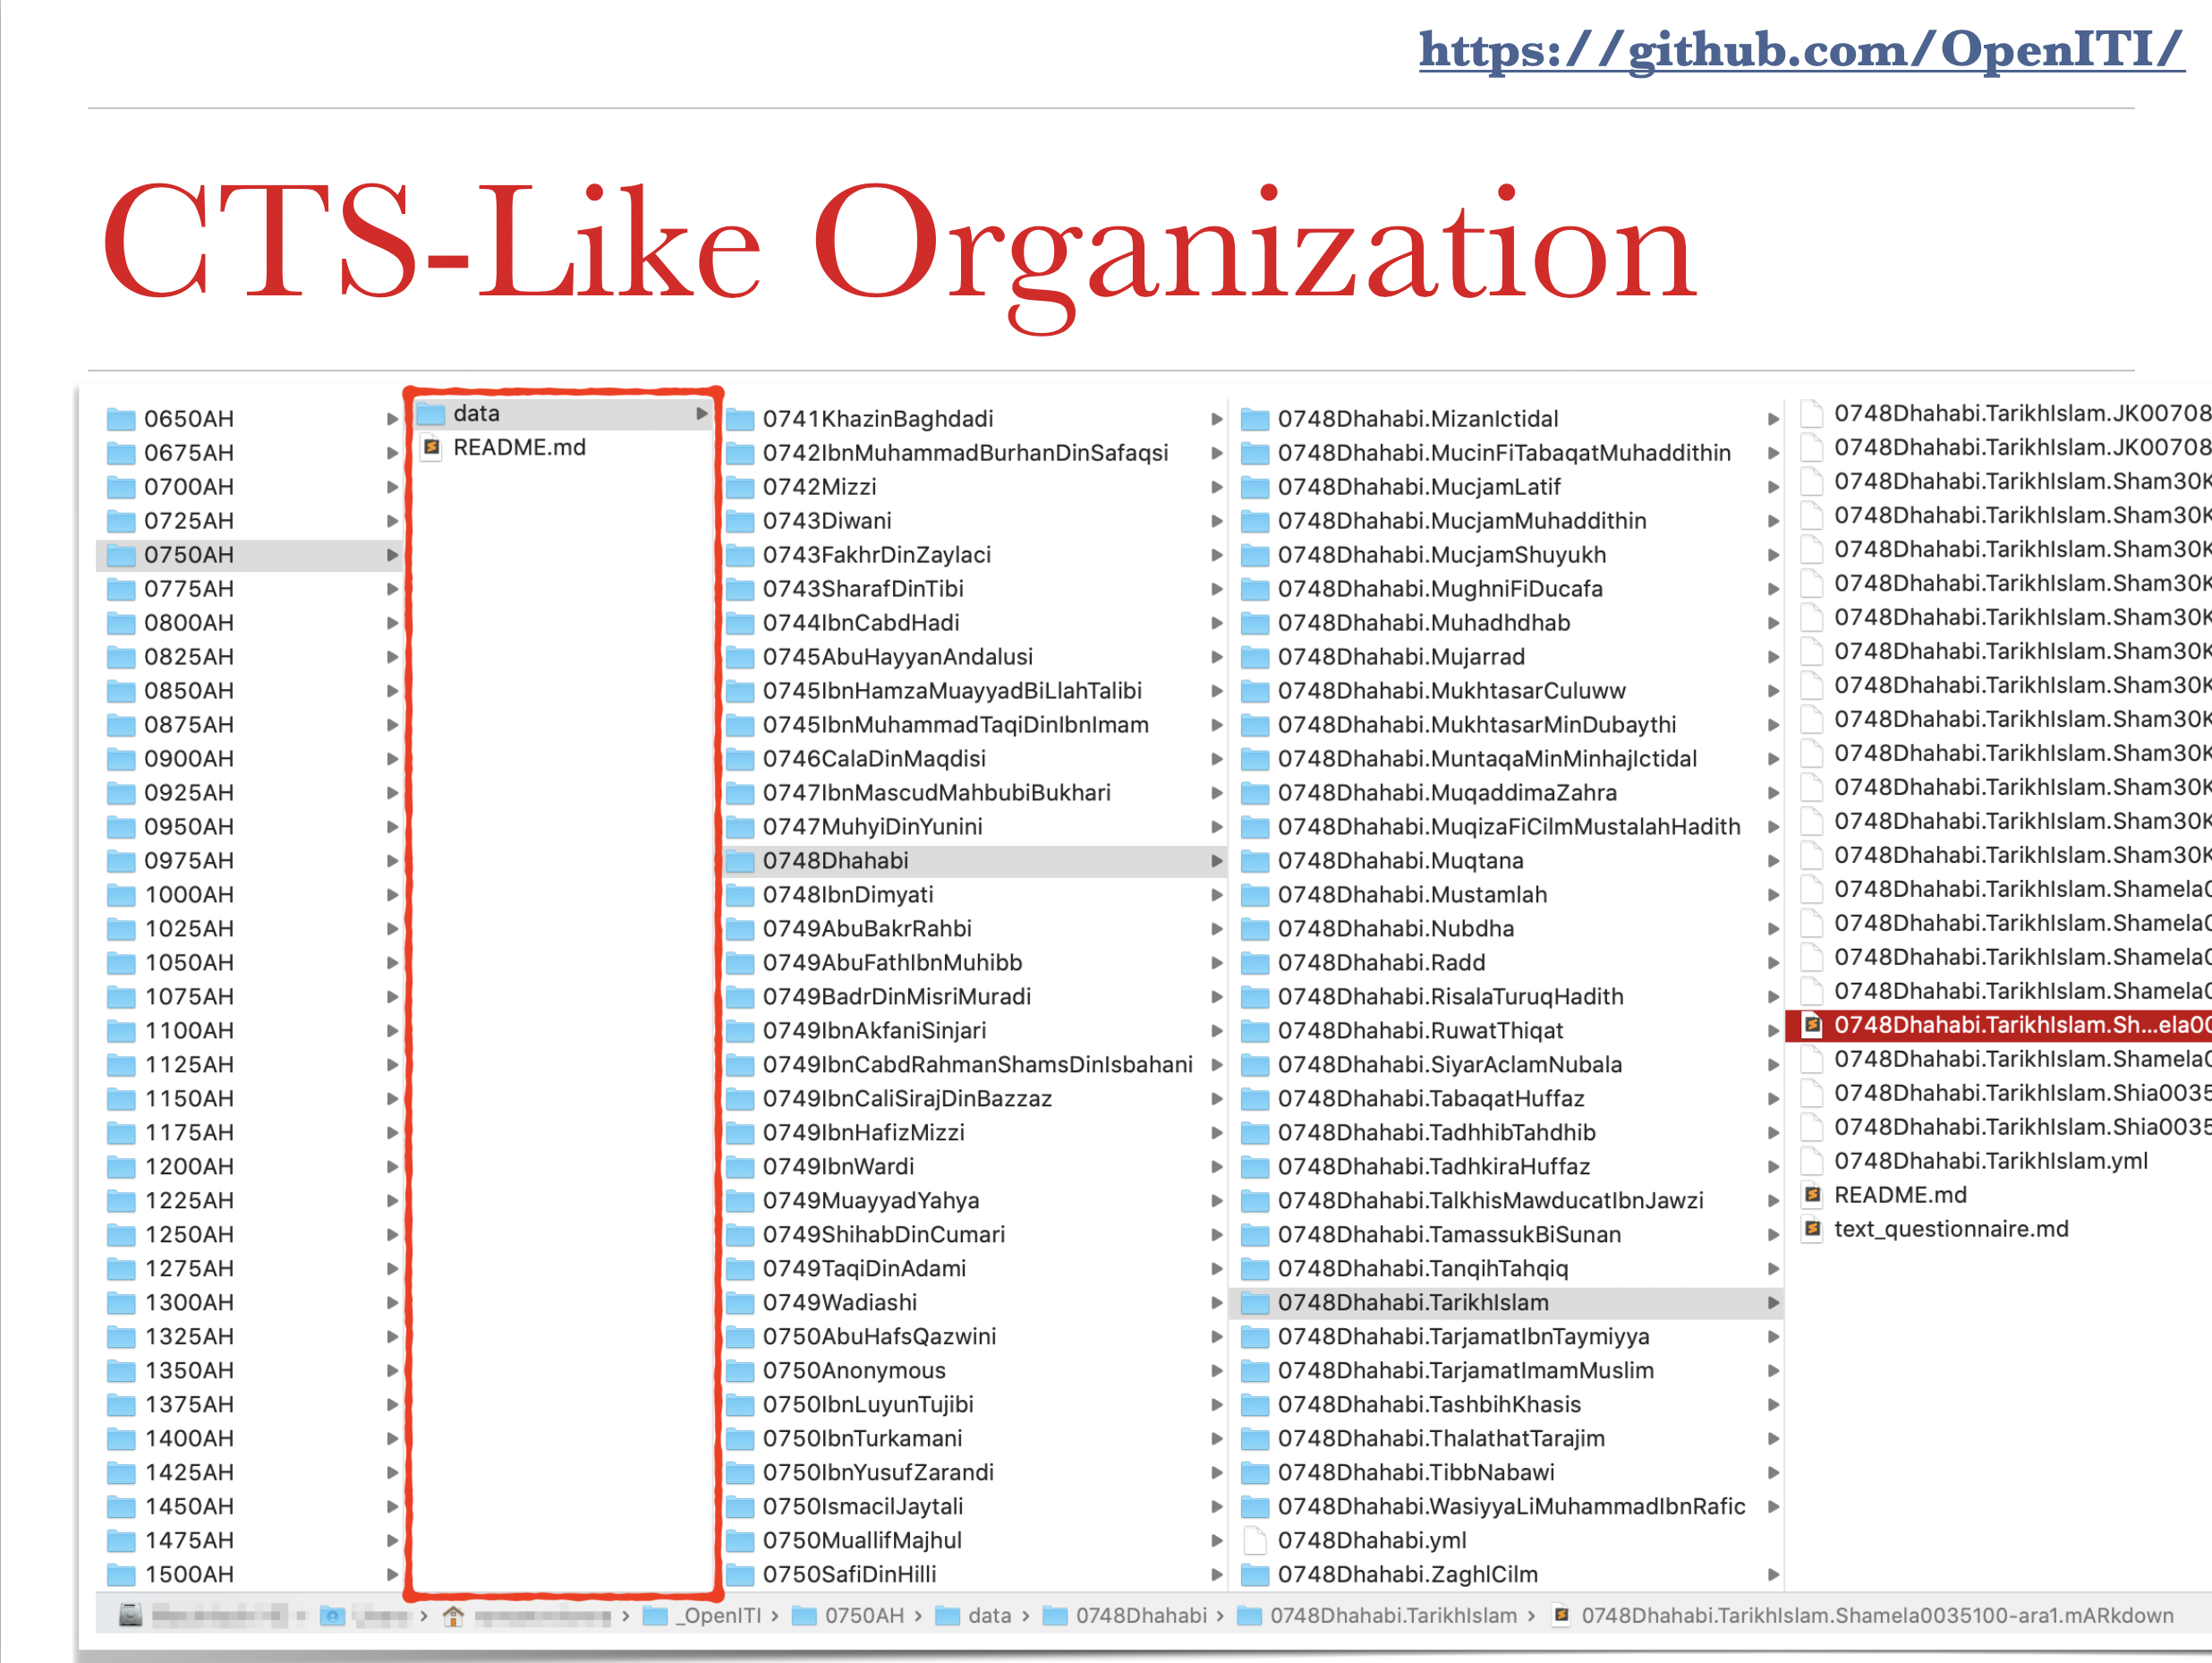 https://github.com/OpenITI/
CTS-Like Organization
0650AH
0675AH
0700AH
0725AH
0750AH
0775AH
0800AH
0825AH
0850AH
0875AH
0900AH
0925AH
0950AH
0975AH
1000AH
1025AH
1050AH
1075AH
1100AH
1125AH
1150AH
1175AH
1200AH
1225AH
1250AH
1275AH
1300AH
1325AH
1350AH
1375AH
1400AH
1425AH
1450AH
1475AH
1500AH
data
README.md
0741KhazinBaghdadi
0742IbnMuhammadBurhanDinSafaqsi
0742Mizzi
0743Diwani
0743FakhrDinZaylaci
0743SharafDinTibi
0744IbnCabdHadi
0745AbuHayyanAndalusi
0745IbnHamzaMuayyadBiLlahTalibi
0745IbnMuhammadTaqiDinIbnImam
0746CalaDinMaqdisi
0747IbnMascudMahbubiBukhari
0747MuhyiDinYunini
0748Dhahabi
0748IbnDimyati
0749AbuBakrRahbi
0749AbuFathIbnMuhibb
0749BadrDinMisriMuradi
0749IbnAkfaniSinjari
0749IbnCabdRahmanShamsDinIsbahani
0749IbnCaliSirajDinBazzaz
0749IbnHafizMizzi
0749IbnWardi
0749MuayyadYahya
0749ShihabDinCumari
0749TaqiDinAdami
0749Wadiashi
0750AbuHafsQazwini
0750Anonymous
0750IbnLuyunTujibi
0750IbnTurkamani
0750IbnYusufZarandi
0750IsmacilJaytali
0750MuallifMajhul
0750SafiDinHilli
0748Dhahabi.MizanIctidal
0748Dhahabi.MucinFiTabaqatMuhaddithin
0748Dhahabi.MucjamLatif
0748Dhahabi.MucjamMuhaddithin
0748Dhahabi.MucjamShuyukh
0748Dhahabi.MughniFiDucafa
0748Dhahabi.Muhadhdhab
0748Dhahabi.Mujarrad
0748Dhahabi.MukhtasarCuluww
0748Dhahabi.MukhtasarMinDubaythi
0748Dhahabi.MuntaqaMinMinhajIctidal
0748Dhahabi.MuqaddimaZahra
0748Dhahabi.MuqizaFiCilmMustalahHadith
0748Dhahabi.Muqtana
0748Dhahabi.Mustamlah
0748Dhahabi.Nubdha
0748Dhahabi.Radd
0748Dhahabi.RisalaTuruqHadith
0748Dhahabi.RuwatThiqat
0748Dhahabi.SiyarAclamNubala
0748Dhahabi.TabaqatHuffaz
0748Dhahabi.TadhhibTahdhib
0748Dhahabi.TadhkiraHuffaz
0748Dhahabi.TalkhisMawducatIbnJawzi
0748Dhahabi.TamassukBiSunan
0748Dhahabi.TanqihTahqiq
0748Dhahabi.TarikhIslam
0748Dhahabi.TarjamatIbnTaymiyya
0748Dhahabi.TarjamatImamMuslim
0748Dhahabi.TashbihKhasis
0748Dhahabi.ThalathatTarajim
0748Dhahabi.TibbNabawi
0748Dhahabi.WasiyyaLiMuhammadIbnRafic
0748Dhahabi.yml
0748Dhahabi.ZaghlCilm
0748Dhahabi.TarikhIslam.JK00708
0748Dhahabi.TarikhIslam.JK00708
0748Dhahabi.TarikhIslam.Sham30K
0748Dhahabi.TarikhIslam.Sham30K
0748Dhahabi.TarikhIslam.Sham30K
0748Dhahabi.TarikhIslam.Sham30K
0748Dhahabi.TarikhIslam.Sham30K
0748Dhahabi.TarikhIslam.Sham30K
0748Dhahabi.TarikhIslam.Sham30K
0748Dhahabi.TarikhIslam.Sham30K
0748Dhahabi.TarikhIslam.Sham30K
0748Dhahabi.TarikhIslam.Sham30K
0748Dhahabi.TarikhIslam.Sham30K
0748Dhahabi.TarikhIslam.Sham30K
0748Dhahabi.TarikhIslam.Shamela0
0748Dhahabi.TarikhIslam.Shamela0
0748Dhahabi.TarikhIslam.Shamela0
0748Dhahabi.TarikhIslam.Shamela0
0748Dhahabi.TarikhIslam.Sh...ela00
0748Dhahabi.TarikhIslam.Shamela0
0748Dhahabi.TarikhIslam.Shia0035
0748Dhahabi.TarikhIslam.Shia0035
0748Dhahabi.TarikhIslam.yml
README.md
text_questionnaire.md
_OpenITI › 0750AH › data › 0748Dhahabi › 0748Dhahabi.TarikhIslam › 0748Dhahabi.TarikhIslam.Shamela0035100-ara1.mARkdown